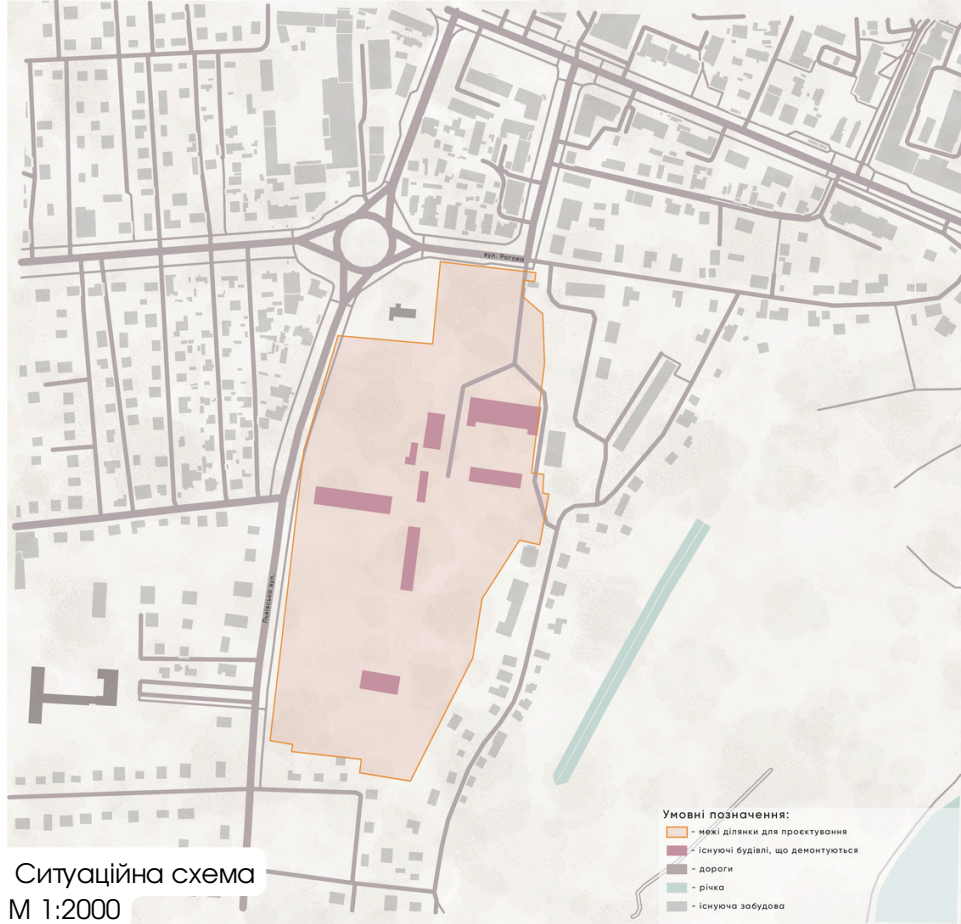 вул. Рогова
Львівська вул.
Умовні позначення:
- межі ділянки для проєктування
- існуючі будівлі, що демонтуються
- дороги
- річка
- існуюча забудова
Ситуаційна схема
М 1:2000